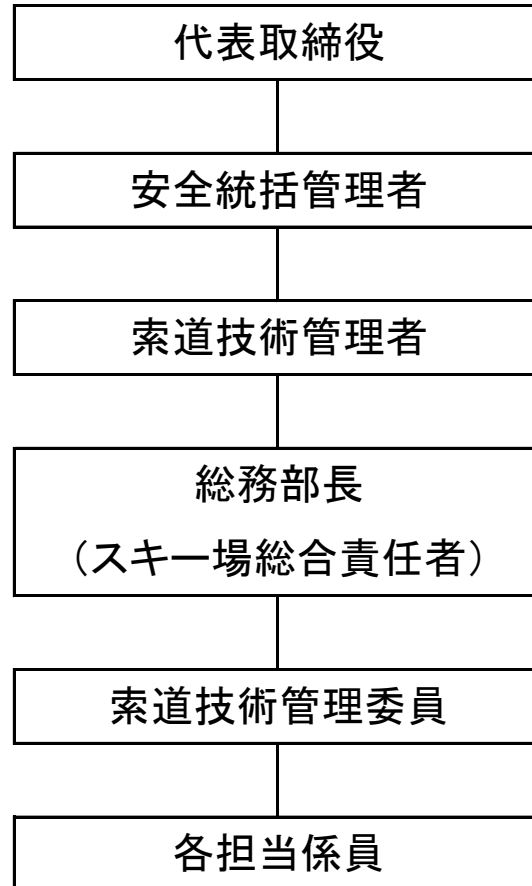 代表取締役
安全統括管理者
索道技術管理者
総務部長
（スキー場総合責任者）
索道技術管理委員
各担当係員